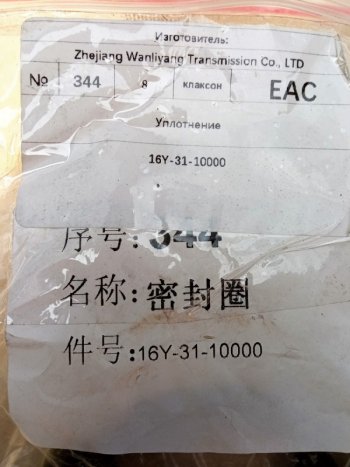 Изготовитель:
Zhejiang Wanliyang Transmission Co., LTD
№ 344 8 клаксон EAC
Уплотнение
16Y-31-10000
序号: 344
名称: 密封圈
件号: 16Y-31-10000